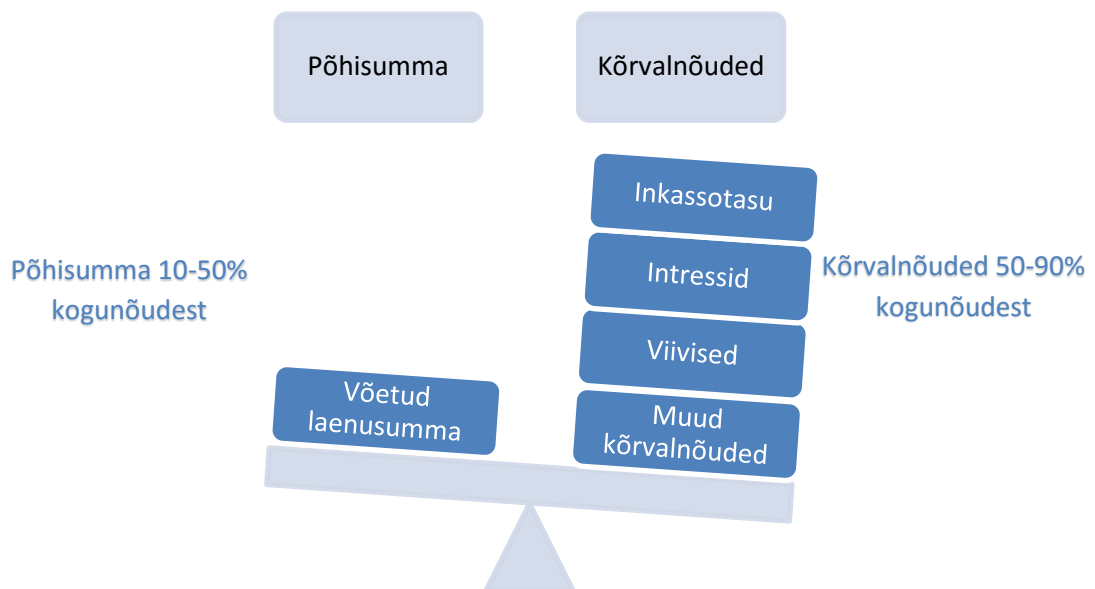 Põhisumma
Kõrvalnõuded
Inkassotasu
Intressid
Põhisumma 10-50%
kogunõudest
Kõrvalnõuded 50-90%
kogunõudest
Viivised
Võetud
laenusumma
Muud
kõrvalnõuded